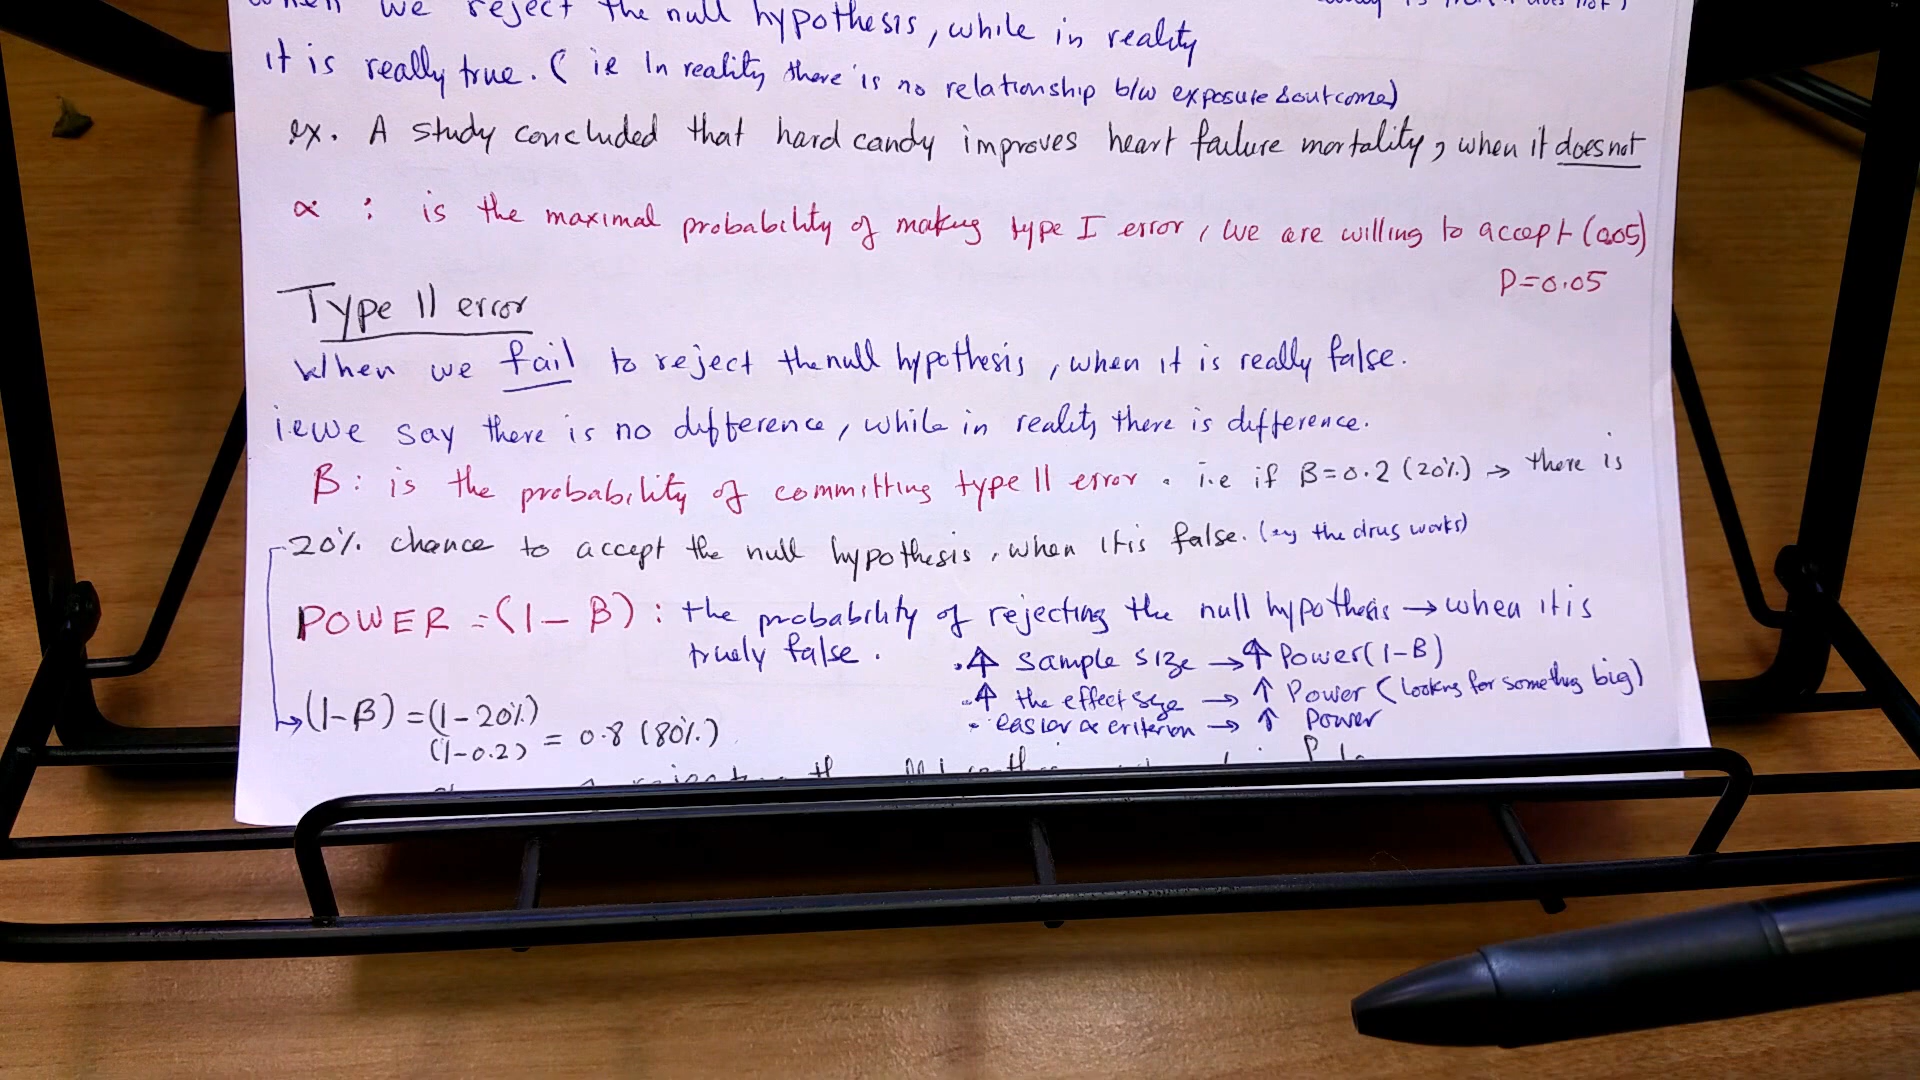 when we reject the null hypothesis, while in reality
it is really true. ( ie In reality there is no relationship b/w exposure & outcome)
ex. A study concluded that hard candy improves heart failure mortality, when it does not
α : is the maximal probability of making type I error, we are willing to accept (0.05)
P=0.05
Type II error
When we fail to reject the null hypothesis, when it is really false.
i.e we say there is no difference, while in reality there is difference.
β: is the probability of committing type II error. i.e if β=0.2 (20%) → there is
20% chance to accept the null hypothesis, when it is false. (eg the drug works)
POWER = (1-β) : the probability of rejecting the null hypothesis → when it is
truely false.
.↑ sample size → ↑ Power (1-β)
.↑ the effect size → ↑ Power (looking for something big)
. easier α criterion → ↑ Power
→ (1-β) = (1-20%)
(1-0.2) = 0.8 (80%)